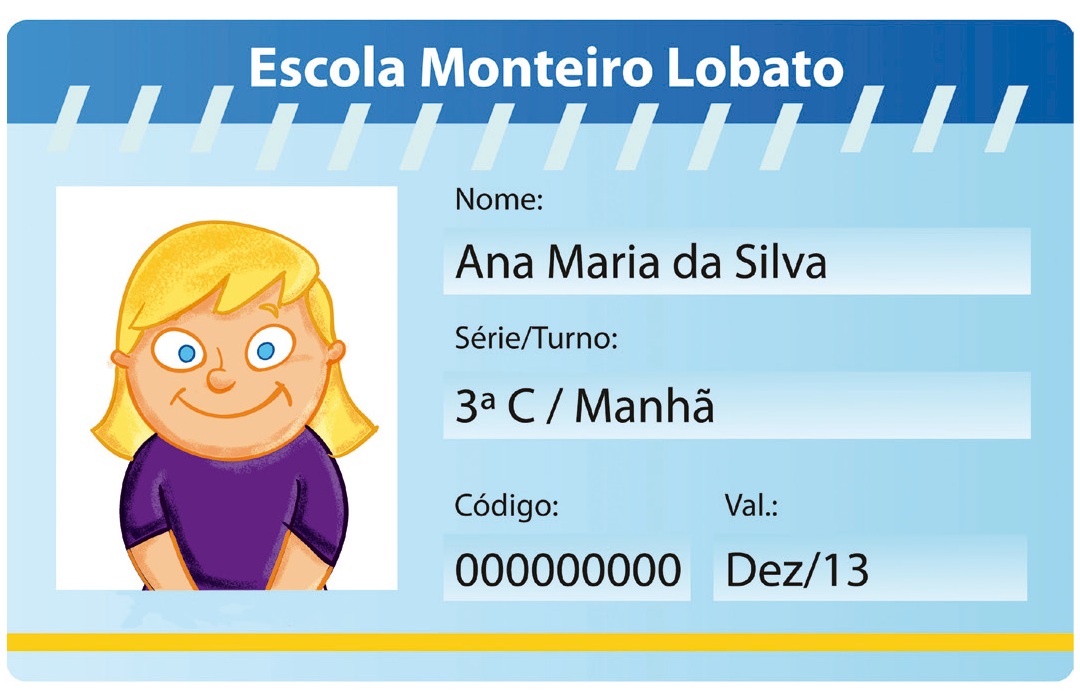 Escola Monteiro Lobato
Nome:
Ana Maria da Silva
Série/Turno:
3ª C / Manhã
Código: Val.:
000000000 Dez/13